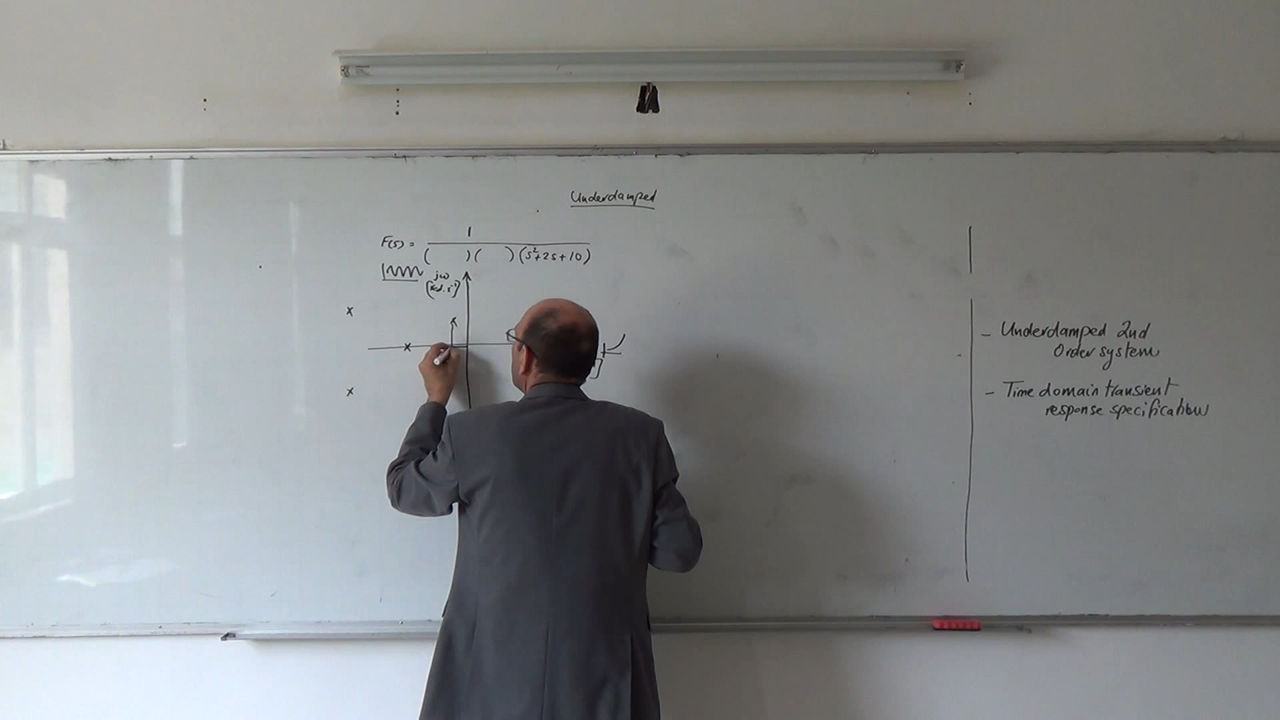 Underdamped
1
F(s) =
( )( )(s²+2s+10)
jω
- Underdamped 2nd
Order system
- Time domain transient
response specification